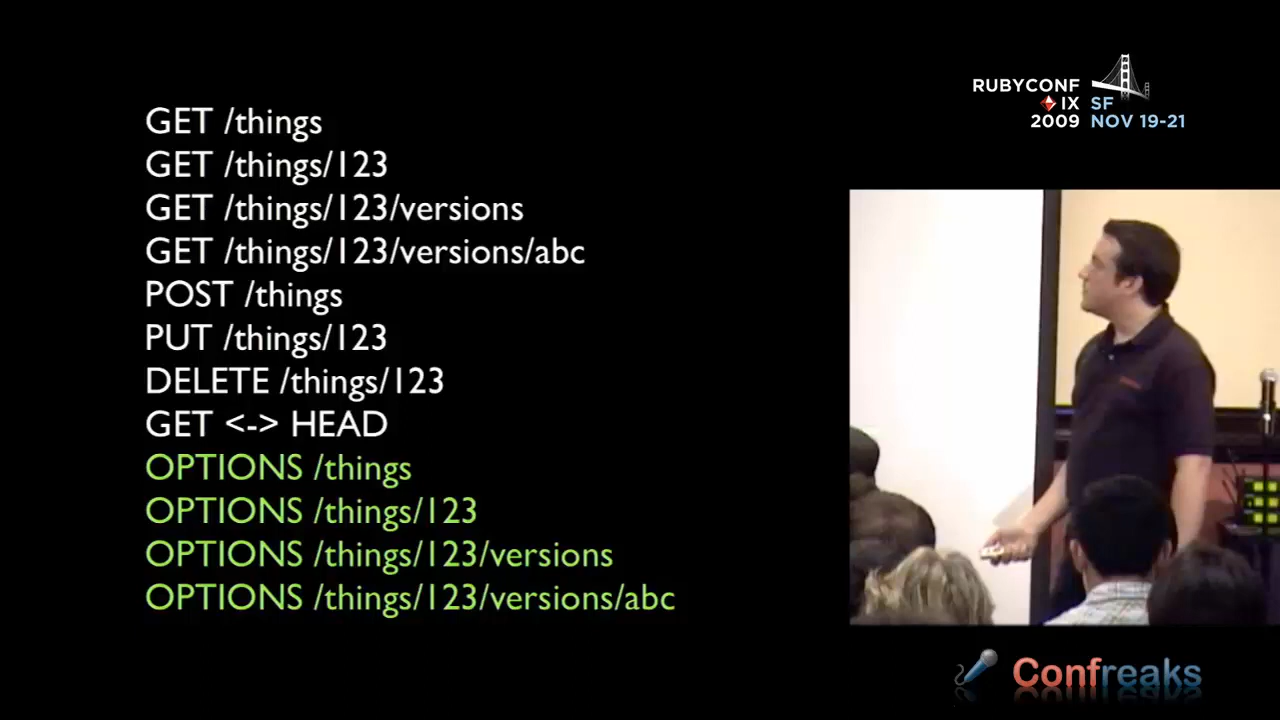 GET /things
GET /things/123
GET /things/123/versions
GET /things/123/versions/abc
POST /things
PUT /things/123
DELETE /things/123
GET <-> HEAD
OPTIONS /things
OPTIONS /things/123
OPTIONS /things/123/versions
OPTIONS /things/123/versions/abc
RUBYCONF
IX SF
2009 NOV 19-21
Confreaks